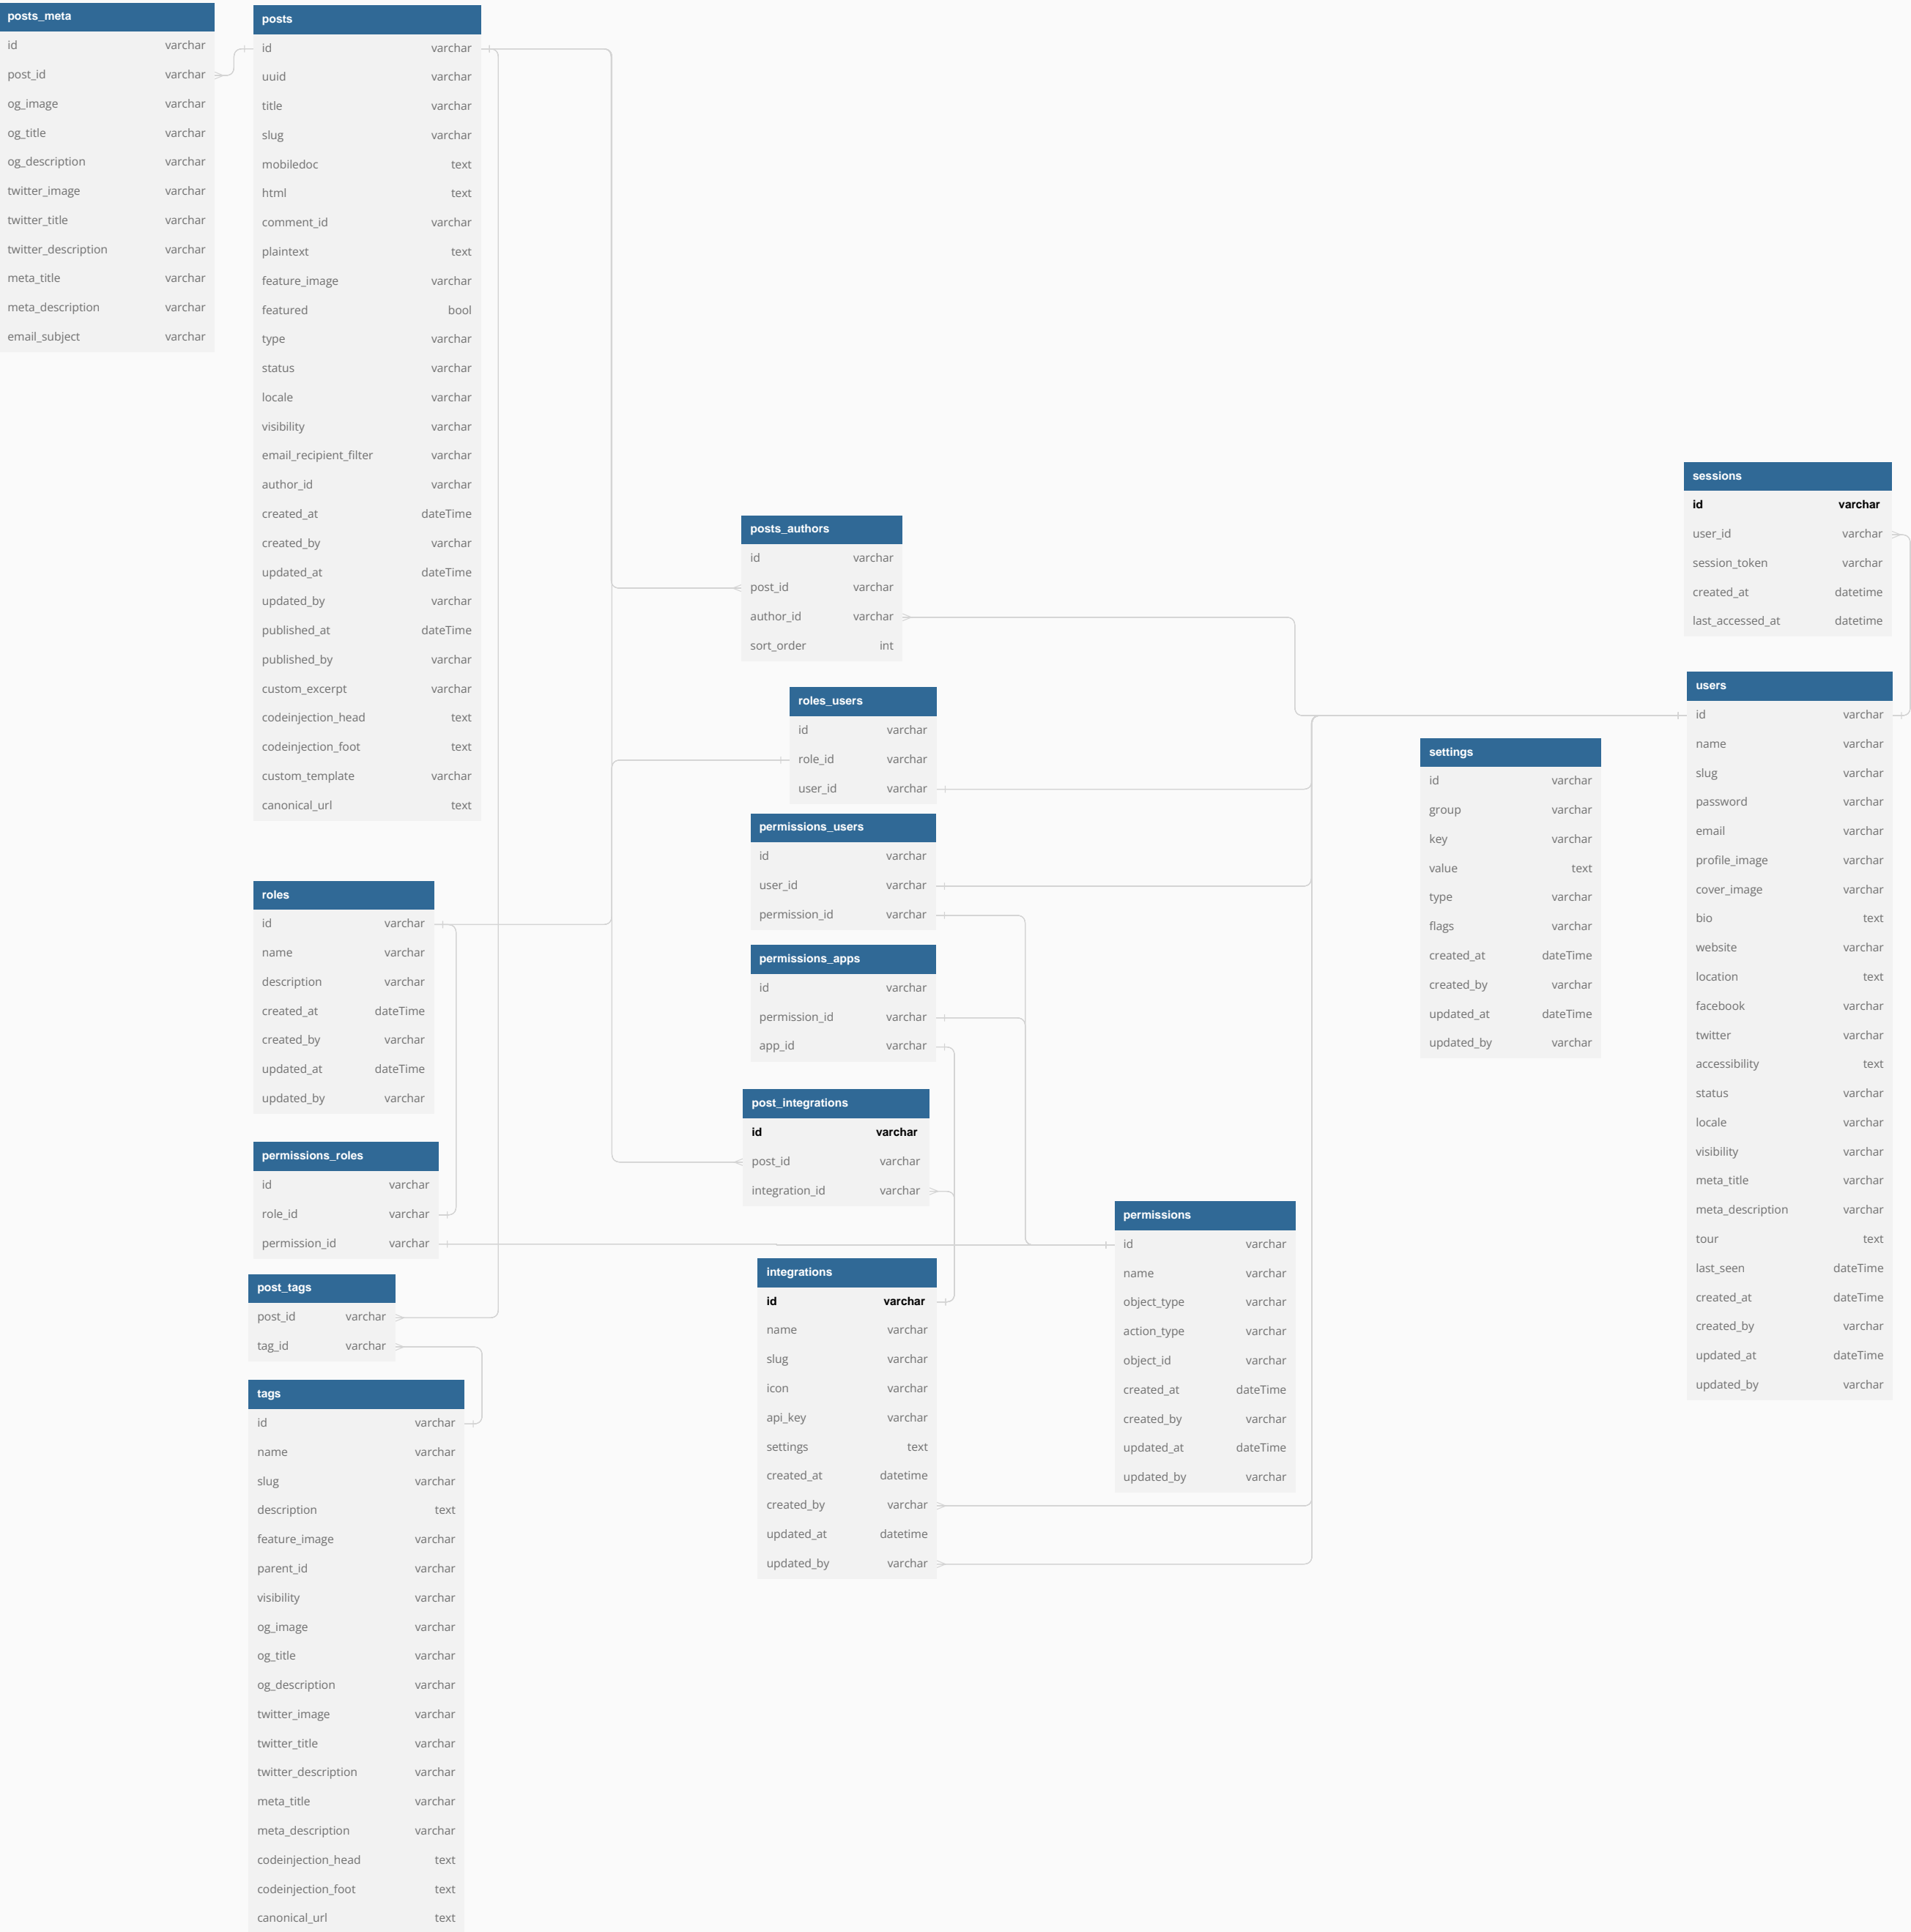 posts_meta
id varchar
post_id varchar
og_image varchar
og_title varchar
og_description varchar
twitter_image varchar
twitter_title varchar
twitter_description varchar
meta_title varchar
meta_description varchar
email_subject varchar
posts
id varchar
uuid varchar
title varchar
slug varchar
mobiledoc text
html text
comment_id varchar
plaintext text
feature_image varchar
featured bool
type varchar
status varchar
locale varchar
visibility varchar
email_recipient_filter varchar
author_id varchar
created_at dateTime
created_by varchar
updated_at dateTime
updated_by varchar
published_at dateTime
published_by varchar
custom_excerpt varchar
codeinjection_head text
codeinjection_foot text
custom_template varchar
canonical_url text
roles
id varchar
name varchar
description varchar
created_at dateTime
created_by varchar
updated_at dateTime
updated_by varchar
permissions_roles
id varchar
role_id varchar
permission_id varchar
post_tags
post_id varchar
tag_id varchar
tags
id varchar
name varchar
slug varchar
description text
feature_image varchar
parent_id varchar
visibility varchar
og_image varchar
og_title varchar
og_description varchar
twitter_image varchar
twitter_title varchar
twitter_description varchar
meta_title varchar
meta_description varchar
codeinjection_head text
codeinjection_foot text
canonical_url text
posts_authors
id varchar
post_id varchar
author_id varchar
sort_order int
roles_users
id varchar
role_id varchar
user_id varchar
permissions_users
id varchar
user_id varchar
permission_id varchar
permissions_apps
id varchar
permission_id varchar
app_id varchar
post_integrations
id varchar
post_id varchar
integration_id varchar
integrations
id varchar
name varchar
slug varchar
icon varchar
api_key varchar
settings text
created_at datetime
created_by varchar
updated_at datetime
updated_by varchar
permissions
id varchar
name varchar
object_type varchar
action_type varchar
object_id varchar
created_at dateTime
created_by varchar
updated_at dateTime
updated_by varchar
settings
id varchar
group varchar
key varchar
value text
type varchar
flags varchar
created_at dateTime
created_by varchar
updated_at dateTime
updated_by varchar
sessions
id varchar
user_id varchar
session_token varchar
created_at datetime
last_accessed_at datetime
users
id varchar
name varchar
slug varchar
password varchar
email varchar
profile_image varchar
cover_image varchar
bio text
website varchar
location text
facebook varchar
twitter varchar
accessibility text
status varchar
locale varchar
visibility varchar
meta_title varchar
meta_description varchar
tour text
last_seen dateTime
created_at dateTime
created_by varchar
updated_at dateTime
updated_by varchar